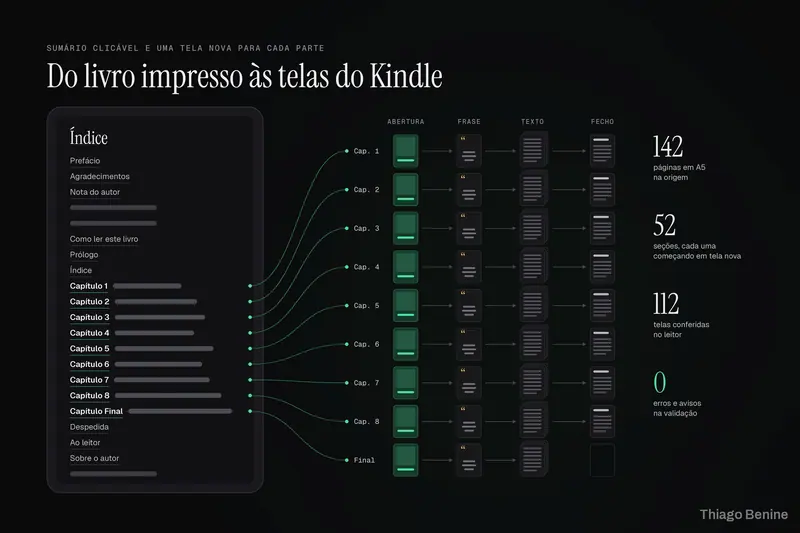 SUMÁRIO CLICÁVEL E UMA TELA NOVA PARA CADA PARTE
Do livro impresso às telas do Kindle
Índice
Prefácio
Agradecimentos
Nota do autor
Como ler este livro
Prólogo
Índice
Capítulo 1
Capítulo 2
Capítulo 3
Capítulo 4
Capítulo 5
Capítulo 6
Capítulo 7
Capítulo 8
Capítulo Final
Despedida
Ao leitor
Sobre o autor
ABERTURA FRASE TEXTO FECHO
Cap. 1
Cap. 2
Cap. 3
Cap. 4
Cap. 5
Cap. 6
Cap. 7
Cap. 8
Final
142
páginas em A5
na origem
52
seções, cada uma
começando em tela nova
112
telas conferidas
no leitor
0
erros e avisos
na validação
Thiago Benine